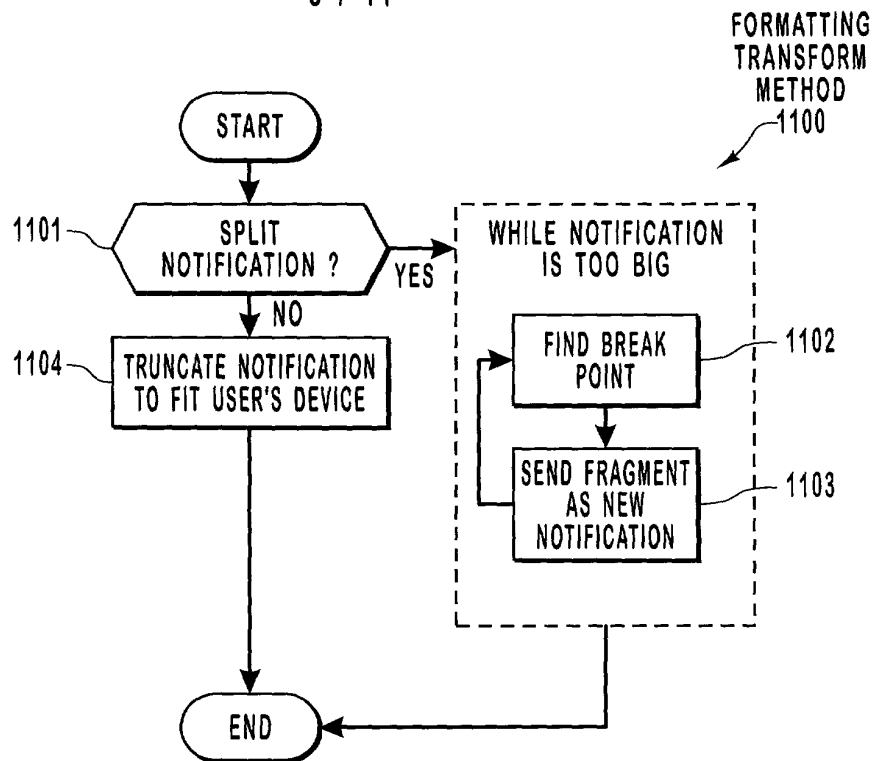 FORMATTING
TRANSFORM
METHOD
1100
START
1101
SPLIT
NOTIFICATION ?
YES
NO
WHILE NOTIFICATION
IS TOO BIG
1104
TRUNCATE NOTIFICATION
TO FIT USER'S DEVICE
FIND BREAK
POINT
1102
SEND FRAGMENT
AS NEW
NOTIFICATION
1103
END